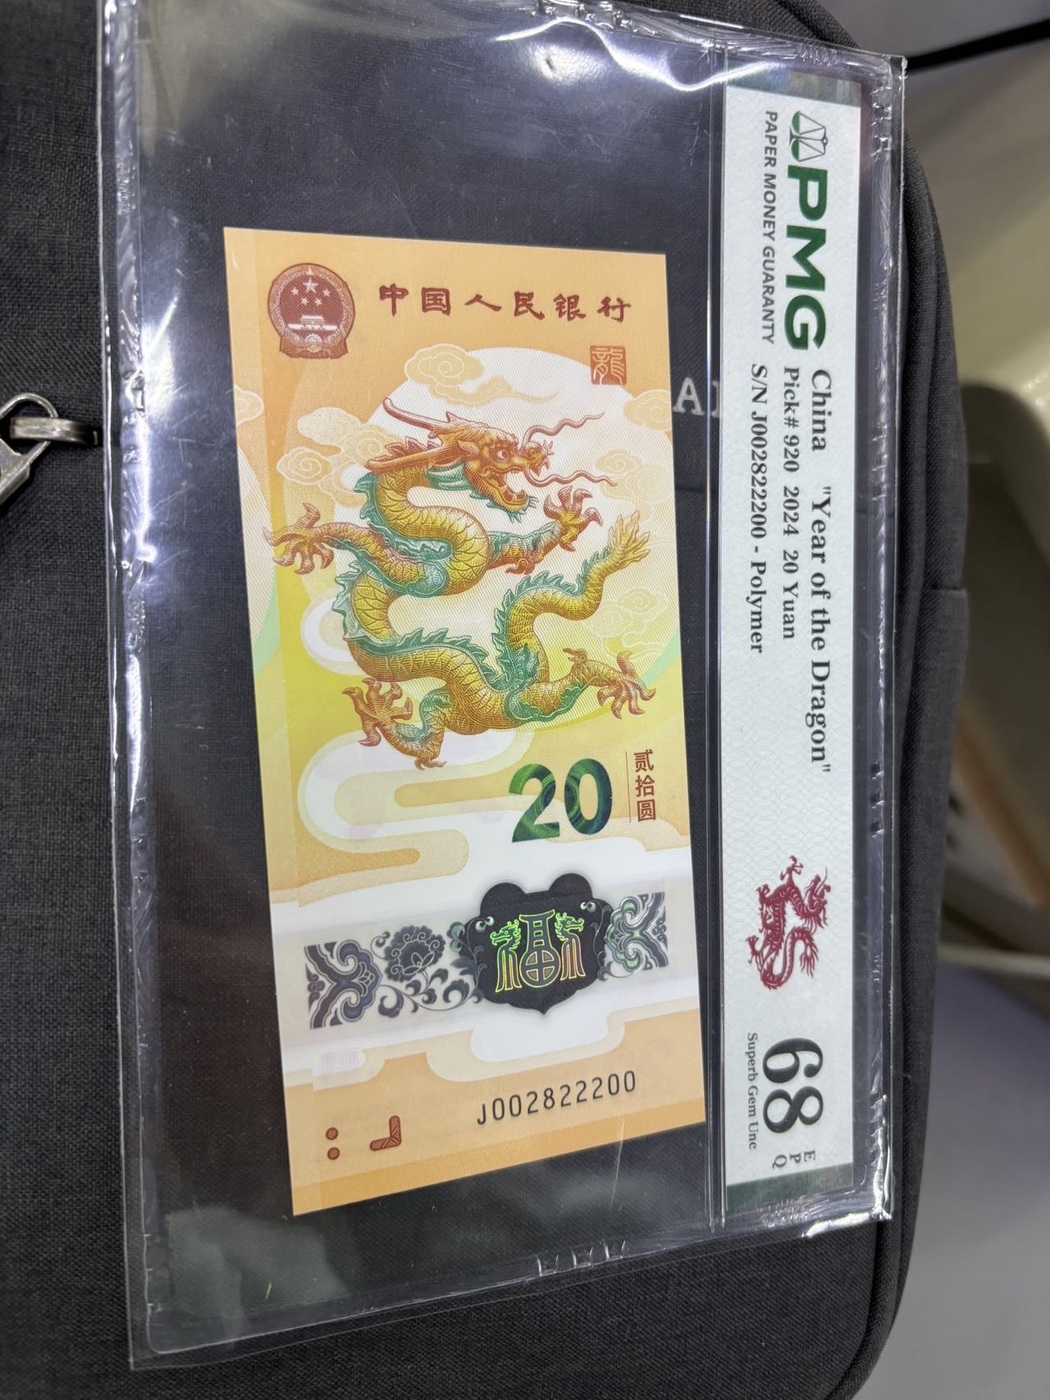 中国人民银行
龍
贰拾圆
20
福
J002822200
PMG
PAPER MONEY GUARANTY
China "Year of the Dragon"
Pick# 920 2024 20 Yuan
S/N J002822200 - Polymer
68
EPQ
Superb Gem Unc